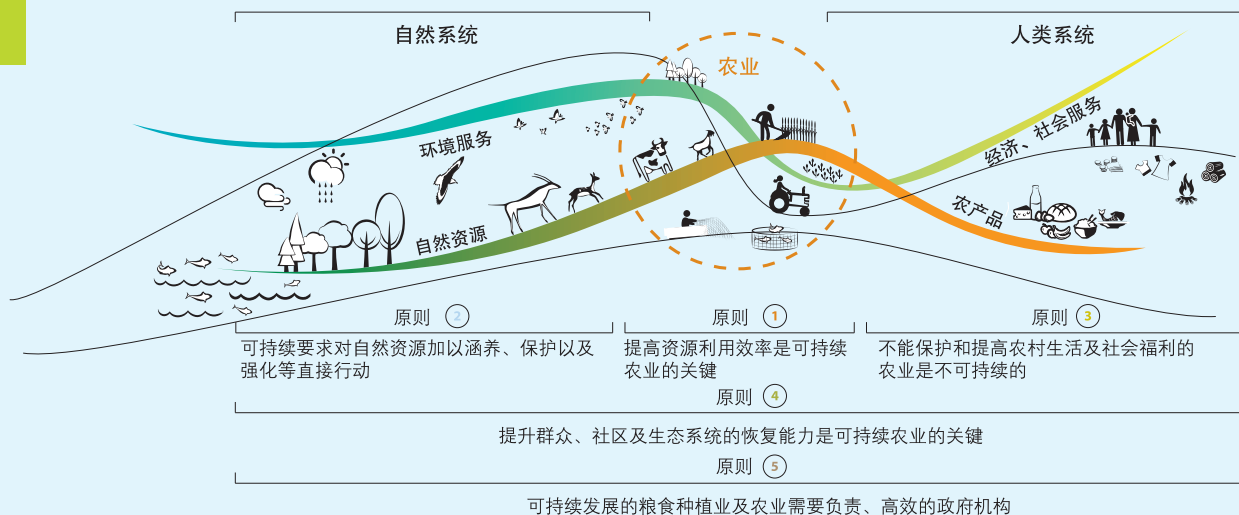 自然系统
人类系统
农业
环境服务
经济、社会服务
自然资源
农产品
原则 2
可持续要求对自然资源加以涵养、保护以及
强化等直接行动
原则 1
提高资源利用效率是可持续
农业的关键
原则 3
不能保护和提高农村生活及社会福利的
农业是不可持续的
原则 4
提升群众、社区及生态系统的恢复能力是可持续农业的关键
原则 5
可持续发展的粮食种植业及农业需要负责、高效的政府机构